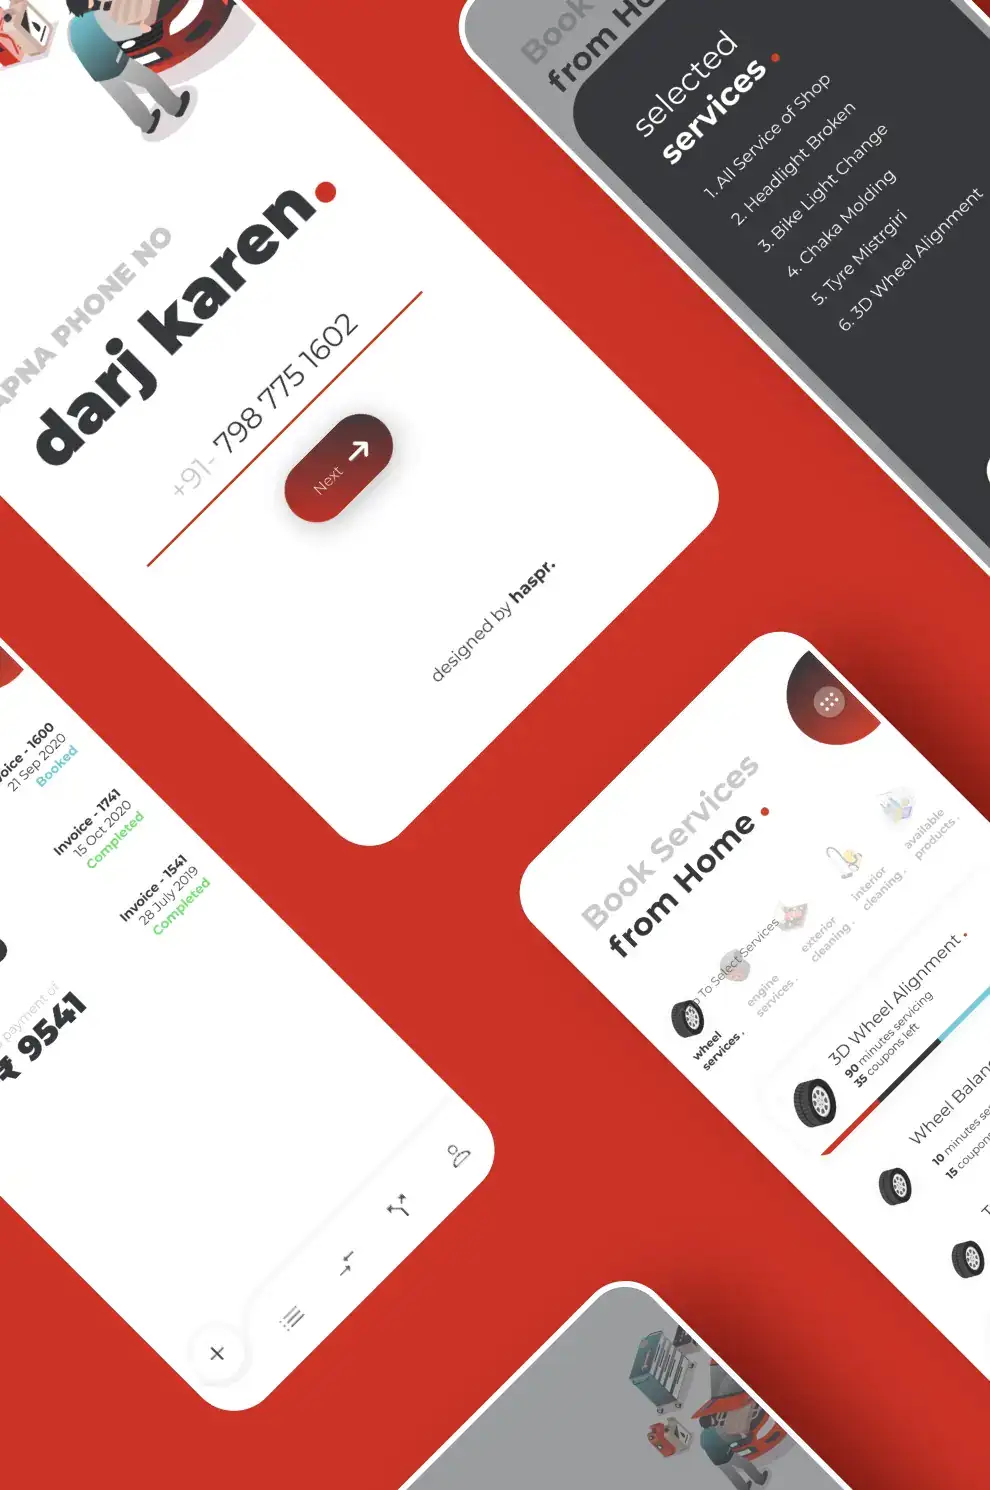 Book
from Ho
selected
services.
1. All Service of Shop
2. Headlight Broken
3. Bike Light Change
4. Chaka Molding
5. Tyre Mistrgiri
6. 3D Wheel Alignment
APNA PHONE NO
darj karen.
+91- 798 775 1602
Next
designed by haspr.
voice - 1600
21 Sep 2020
Booked
Invoice - 1741
15 Oct 2020
Completed
Invoice - 1541
28 July 2019
Completed
payment of
₹ 9541
Book Services
from Home.
p To Select Services
wheel
services .
engine
services .
exterior
cleaning .
interior
cleaning .
available
products .
3D Wheel Alignment .
90 minutes servicing
35 coupons left
Wheel Balan
10 minutes se
15 coupons